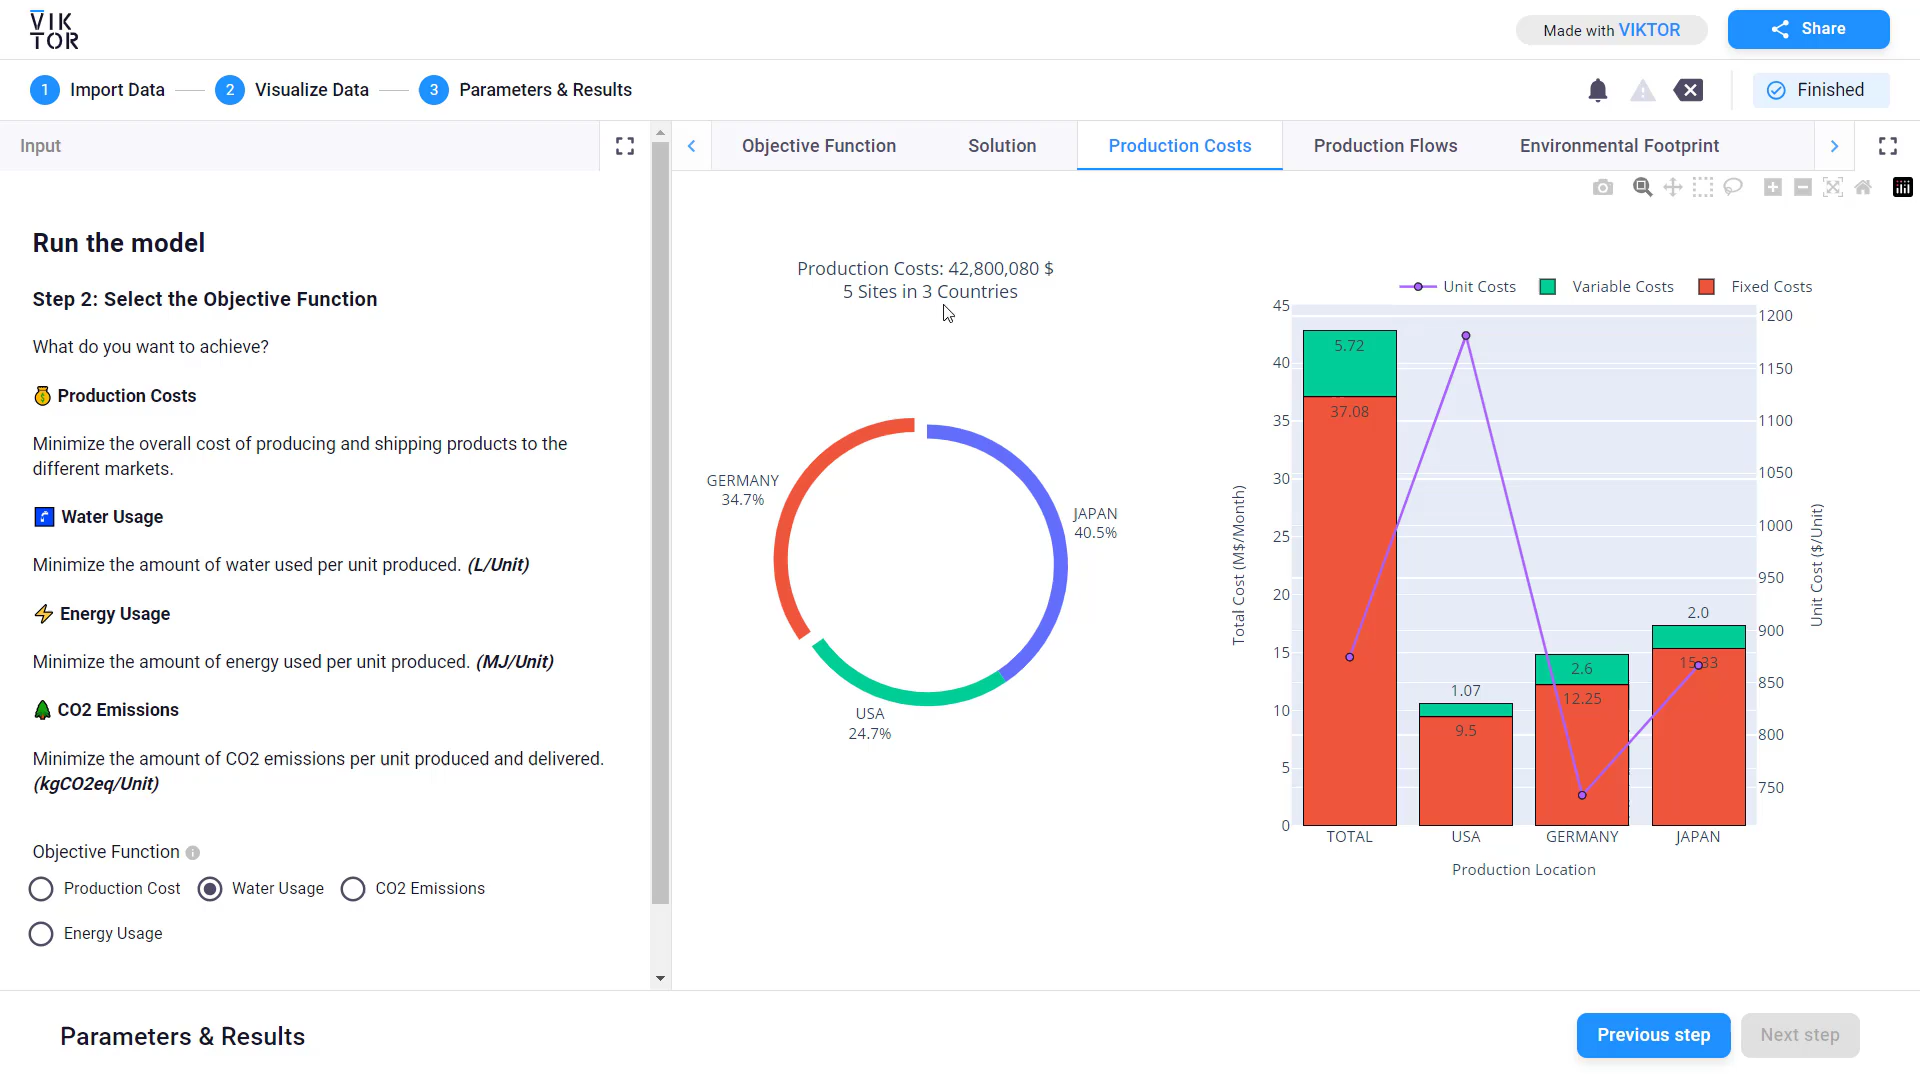 VIK
TOR
Made with VIKTOR
Share
1 Import Data
2 Visualize Data
3 Parameters & Results
Finished
Input
Objective Function
Solution
Production Costs
Production Flows
Environmental Footprint
Run the model
Step 2: Select the Objective Function
What do you want to achieve?
Production Costs
Minimize the overall cost of producing and shipping products to the
different markets.
Water Usage
Minimize the amount of water used per unit produced. (L/Unit)
Energy Usage
Minimize the amount of energy used per unit produced. (MJ/Unit)
CO2 Emissions
Minimize the amount of CO2 emissions per unit produced and delivered.
(kgCO2eq/Unit)
Objective Function
Production Cost
Water Usage
CO2 Emissions
Energy Usage
Production Costs: 42,800,080 $
5 Sites in 3 Countries
GERMANY
34.7%
JAPAN
40.5%
USA
24.7%
Unit Costs
Variable Costs
Fixed Costs
45
40
35
30
25
20
15
10
5
0
Total Cost (M$/Month)
5.72
37.08
1.07
9.5
2.6
12.25
2.0
15.33
1200
1150
1100
1050
1000
950
900
850
800
750
Unit Cost ($/Unit)
TOTAL
USA
GERMANY
JAPAN
Production Location
Parameters & Results
Previous step
Next step